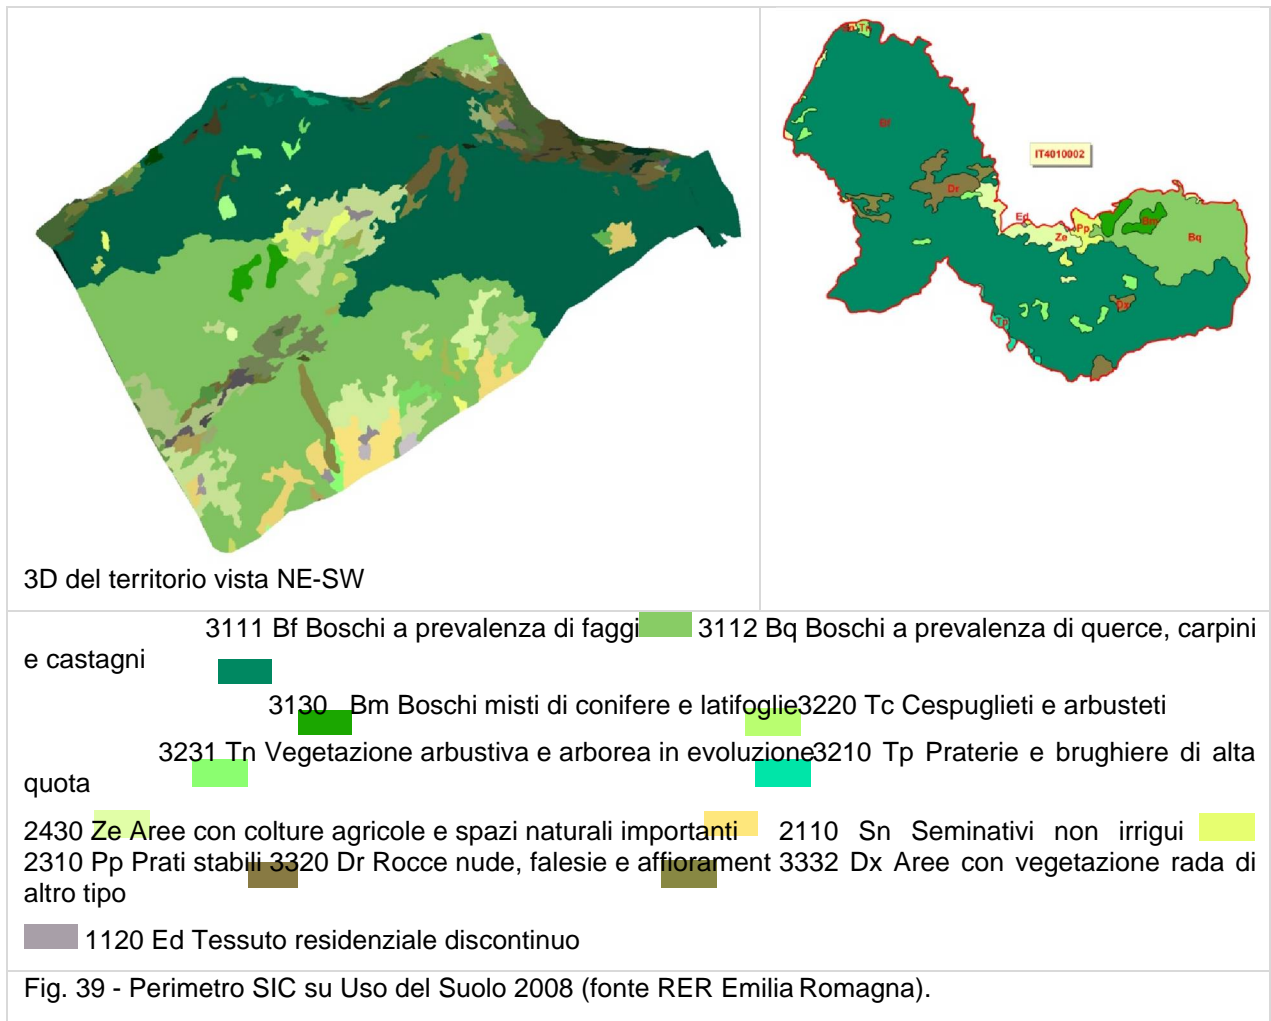 Tn
Bf
IT4010002
Dr
Ed
Pp
Bm
Ze
Bq
Dx
Tp
3D del territorio vista NE-SW
3111 Bf Boschi a prevalenza di faggi 3112 Bq Boschi a prevalenza di querce, carpini
e castagni
3130 Bm Boschi misti di conifere e latifoglie3220 Tc Cespuglieti e arbusteti
3231 Tn Vegetazione arbustiva e arborea in evoluzione3210 Tp Praterie e brughiere di alta
quota
2430 Ze Aree con colture agricole e spazi naturali importanti 2110 Sn Seminativi non irrigui
2310 Pp Prati stabili 3320 Dr Rocce nude, falesie e affiorament 3332 Dx Aree con vegetazione rada di
altro tipo
1120 Ed Tessuto residenziale discontinuo
Fig. 39 - Perimetro SIC su Uso del Suolo 2008 (fonte RER Emilia Romagna).